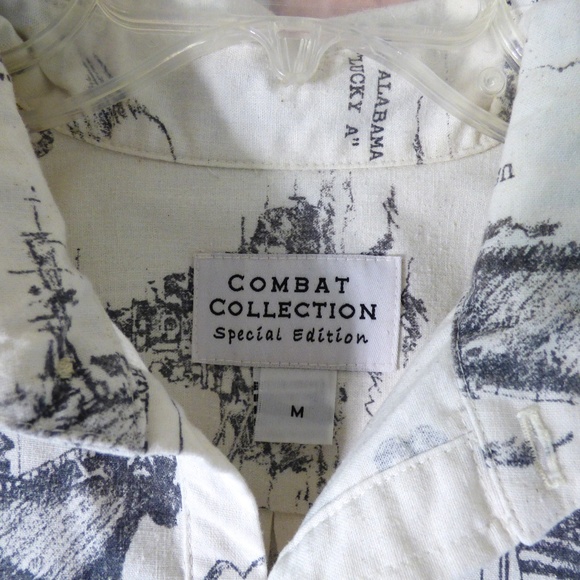 ALABAMA
LUCKY A"
COMBAT
COLLECTION
Special Edition
M